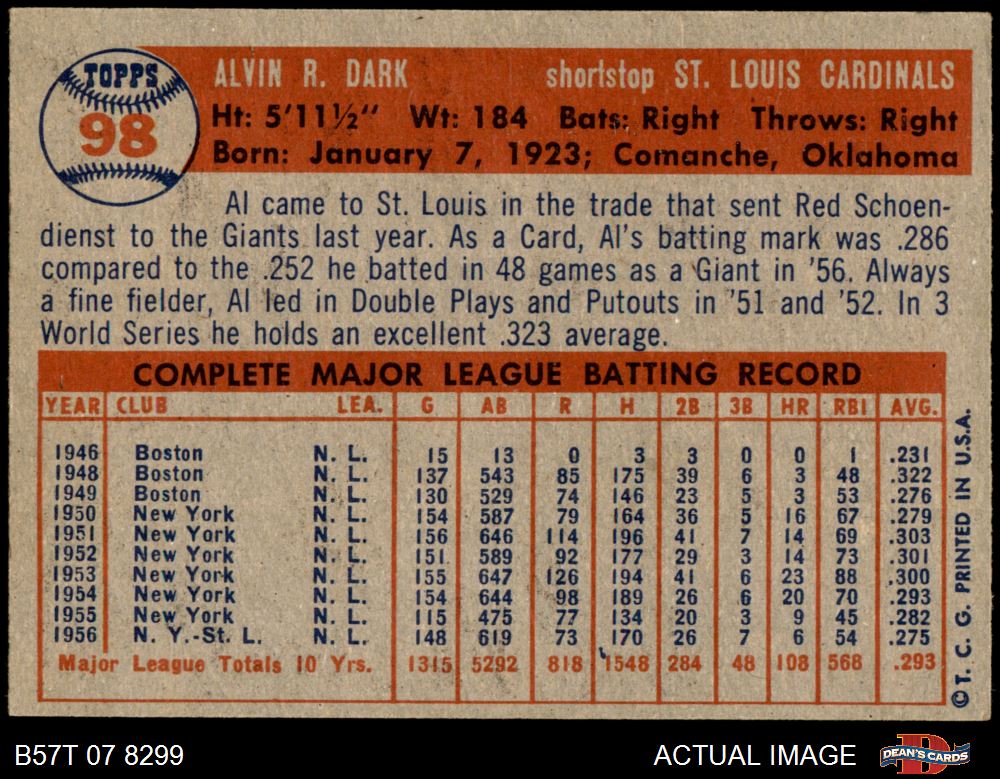 TOPPS
98
ALVIN R. DARK shortstop ST. LOUIS CARDINALS
Ht: 5'11½" Wt: 184 Bats: Right Throws: Right
Born: January 7, 1923; Comanche, Oklahoma
Al came to St. Louis in the trade that sent Red Schoen-
dienst to the Giants last year. As a Card, Al's batting mark was .286
compared to the .252 he batted in 48 games as a Giant in '56. Always
a fine fielder, Al led in Double Plays and Putouts in '51 and '52. In 3
World Series he holds an excellent .323 average.
COMPLETE MAJOR LEAGUE BATTING RECORD
YEAR CLUB LEA. G AB R H 2B 3B HR RBI AVG.
1946 Boston N. L. 15 13 0 3 3 0 0 1 .231
1948 Boston N. L. 137 543 85 175 39 6 3 48 .322
1949 Boston N. L. 130 529 74 146 23 5 3 53 .276
1950 New York N. L. 154 587 79 164 36 5 16 67 .279
1951 New York N. L. 156 646 114 196 41 7 14 69 .303
1952 New York N. L. 151 589 92 177 29 3 14 73 .301
1953 New York N. L. 155 647 126 194 41 6 23 88 .300
1954 New York N. L. 154 644 98 189 26 6 20 70 .293
1955 New York N. L. 115 475 77 134 20 3 9 45 .282
1956 N. Y.-St. L. N. L. 148 619 73 170 26 7 6 54 .275
Major League Totals 10 Yrs. 1315 5292 818 1548 284 48 108 568 .293
©T. C. G. PRINTED IN U.S.A.
B57T 07 8299 ACTUAL IMAGE DEAN'S CARDS